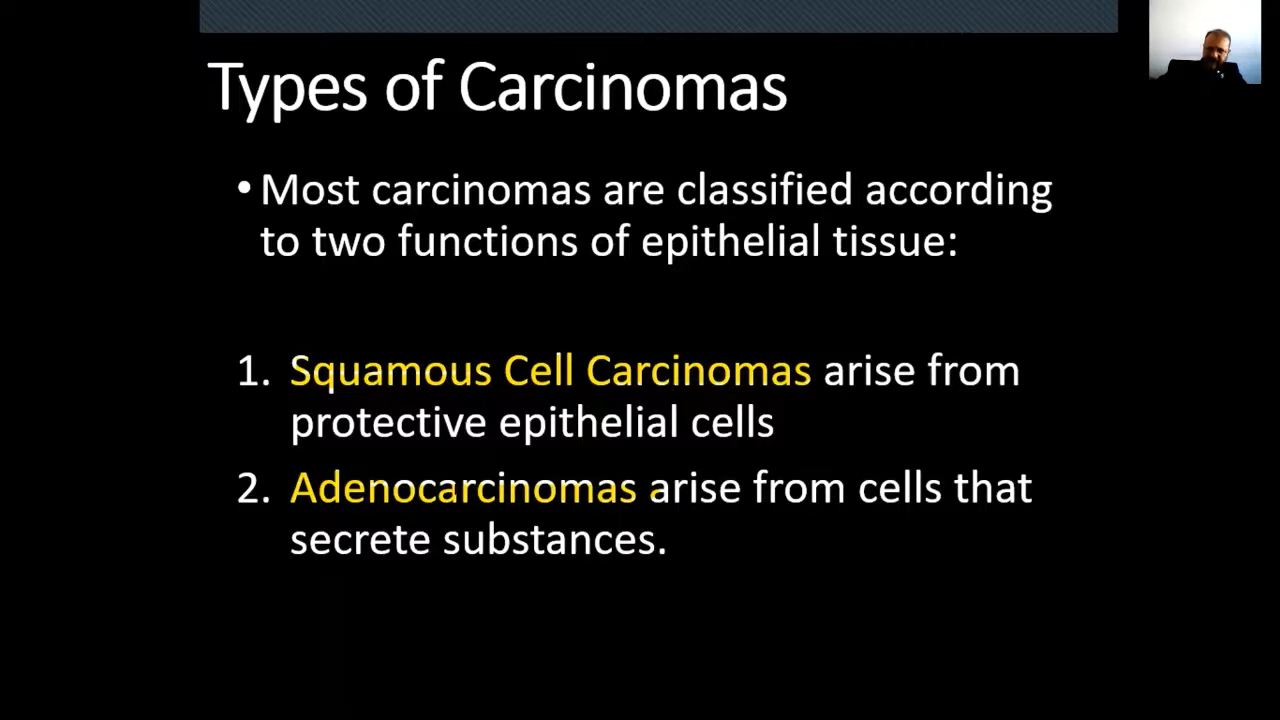 Types of Carcinomas
• Most carcinomas are classified according
to two functions of epithelial tissue:
1. Squamous Cell Carcinomas arise from
protective epithelial cells
2. Adenocarcinomas arise from cells that
secrete substances.